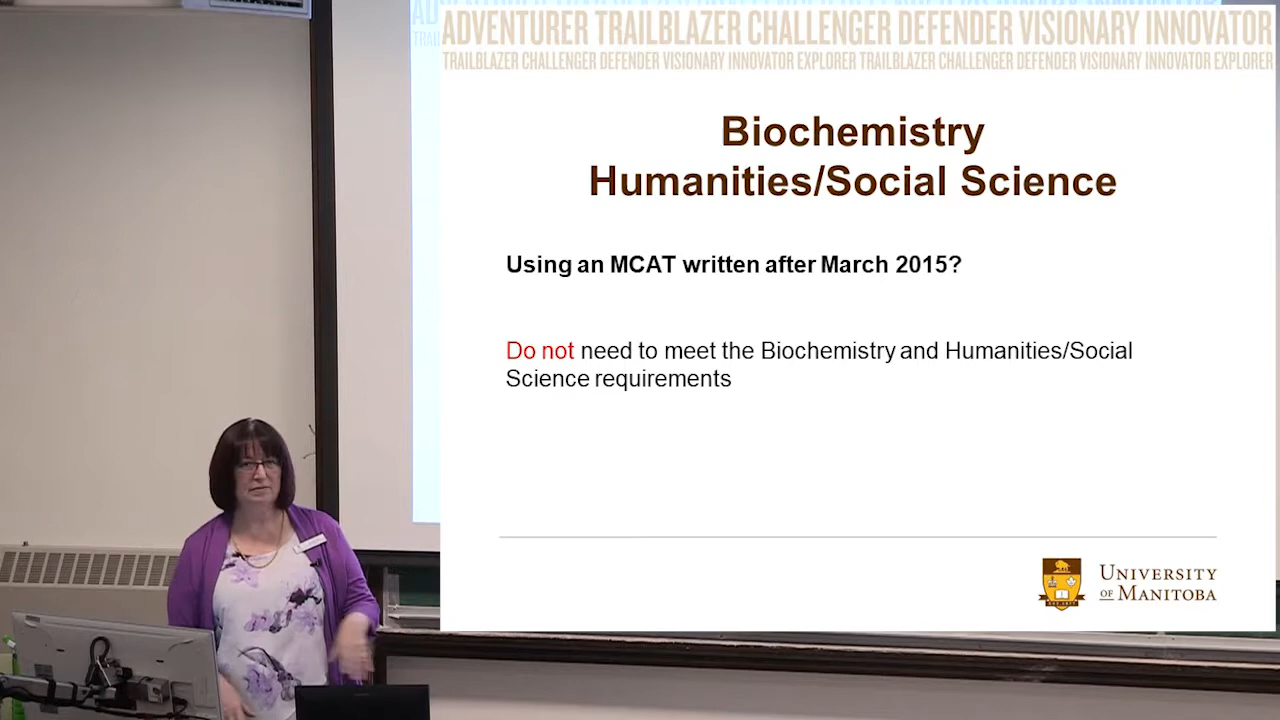 ADVENTURER TRAILBLAZER CHALLENGER DEFENDER VISIONARY INNOVATOR
TRAILBLAZER CHALLENGER DEFENDER VISIONARY INNOVATOR EXPLORER TRAILBLAZER CHALLENGER DEFENDER VISIONARY INNOVATOR EXPLORER
Biochemistry
Humanities/Social Science
Using an MCAT written after March 2015?
Do not need to meet the Biochemistry and Humanities/Social
Science requirements
UNIVERSITY
OF MANITOBA